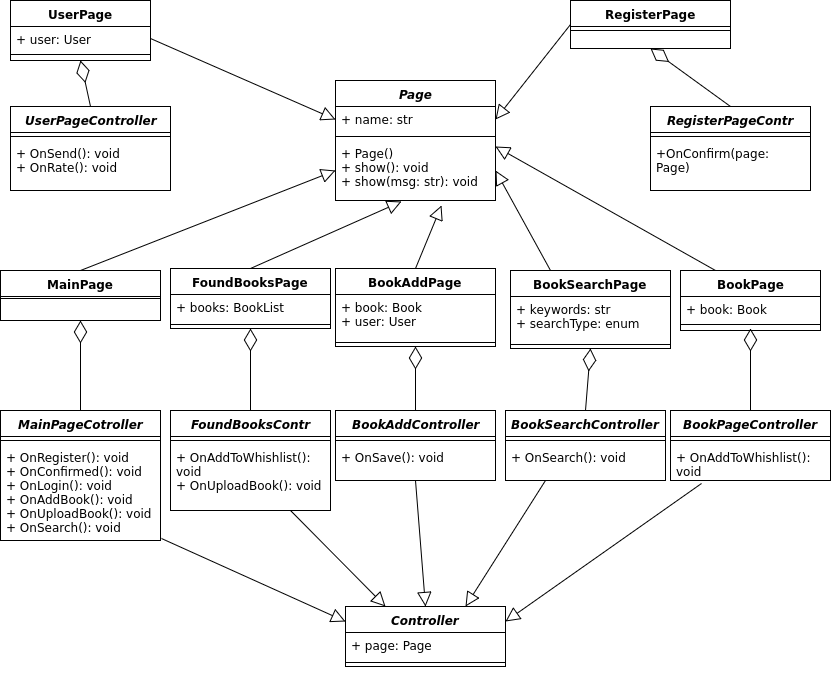 UserPage
+ user: User
RegisterPage
UserPageController
+ OnSend(): void
+ OnRate(): void
Page
+ name: str
+ Page()
+ show(): void
+ show(msg: str): void
RegisterPageContr
+OnConfirm(page:
Page)
MainPage
FoundBooksPage
+ books: BookList
BookAddPage
+ book: Book
+ user: User
BookSearchPage
+ keywords: str
+ searchType: enum
BookPage
+ book: Book
MainPageCotroller
+ OnRegister(): void
+ OnConfirmed(): void
+ OnLogin(): void
+ OnAddBook(): void
+ OnUploadBook(): void
+ OnSearch(): void
FoundBooksContr
+ OnAddToWhishlist():
void
+ OnUploadBook(): void
BookAddController
+ OnSave(): void
BookSearchController
+ OnSearch(): void
BookPageController
+ OnAddToWhishlist():
void
Controller
+ page: Page